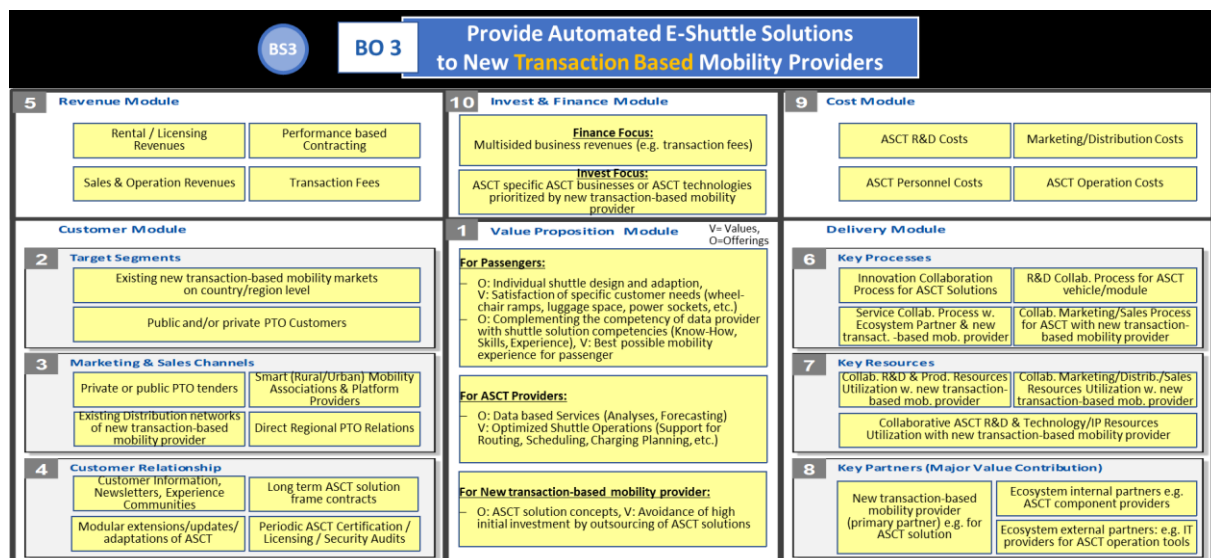 BS3
BO 3
Provide Automated E-Shuttle Solutions
to New Transaction Based Mobility Providers
5 Revenue Module
Rental / Licensing
Revenues
Performance based
Contracting
Sales & Operation Revenues
Transaction Fees
10 Invest & Finance Module
Finance Focus:
Multisided business revenues (e.g. transaction fees)
Invest Focus:
ASCT specific ASCT businesses or ASCT technologies
prioritized by new transaction-based mobility
provider
9 Cost Module
ASCT R&D Costs
Marketing/Distribution Costs
ASCT Personnel Costs
ASCT Operation Costs
Customer Module
2 Target Segments
Existing new transaction-based mobility markets
on country/region level
Public and/or private PTO Customers
3 Marketing & Sales Channels
Private or public PTO tenders
Smart (Rural/Urban) Mobility
Associations & Platform
Providers
Existing Distribution networks
of new transaction-based
mobility provider
Direct Regional PTO Relations
4 Customer Relationship
Customer Information,
Newsletters, Experience
Communities
Long term ASCT solution
frame contracts
Modular extensions/updates/
adaptations of ASCT
Periodic ASCT Certification /
Licensing / Security Audits
1 Value Proposition Module
V= Values,
O=Offerings
For Passengers:
– O: Individual shuttle design and adaption,
V: Satisfaction of specific customer needs (wheel-
chair ramps, luggage space, power sockets, etc.)
– O: Complementing the competency of data provider
with shuttle solution competencies (Know-How,
Skills, Experience), V: Best possible mobility
experience for passenger
For ASCT Providers:
– O: Data based Services (Analyses, Forecasting)
– V: Optimized Shuttle Operations (Support for
Routing, Scheduling, Charging Planning, etc.)
For New transaction-based mobility provider:
– O: ASCT solution concepts, V: Avoidance of high
initial investment by outsourcing of ASCT solutions
Delivery Module
6 Key Processes
Innovation Collaboration
Process for ASCT Solutions
R&D Collab. Process for ASCT
vehicle/module
Service Collab. Process w.
Ecosystem Partner & new
transact. -based mob. provider
Collab. Marketing/Sales Process
for ASCT with new transaction-
based mobility provider
7 Key Resources
Collab. R&D & Prod. Resources
Utilization w. new transaction-
based mob. provider
Collab. Marketing/Distrib./Sales
Resources Utilization w. new
transaction-based mob. provider
Collaborative ASCT R&D & Technology/IP Resources
Utilization with new transaction-based mobility provider
8 Key Partners (Major Value Contribution)
New transaction-based
mobility provider
(primary partner) e.g. for
ASCT solution
Ecosystem internal partners e.g.
ASCT component providers
Ecosystem external partners: e.g. IT
providers for ASCT operation tools